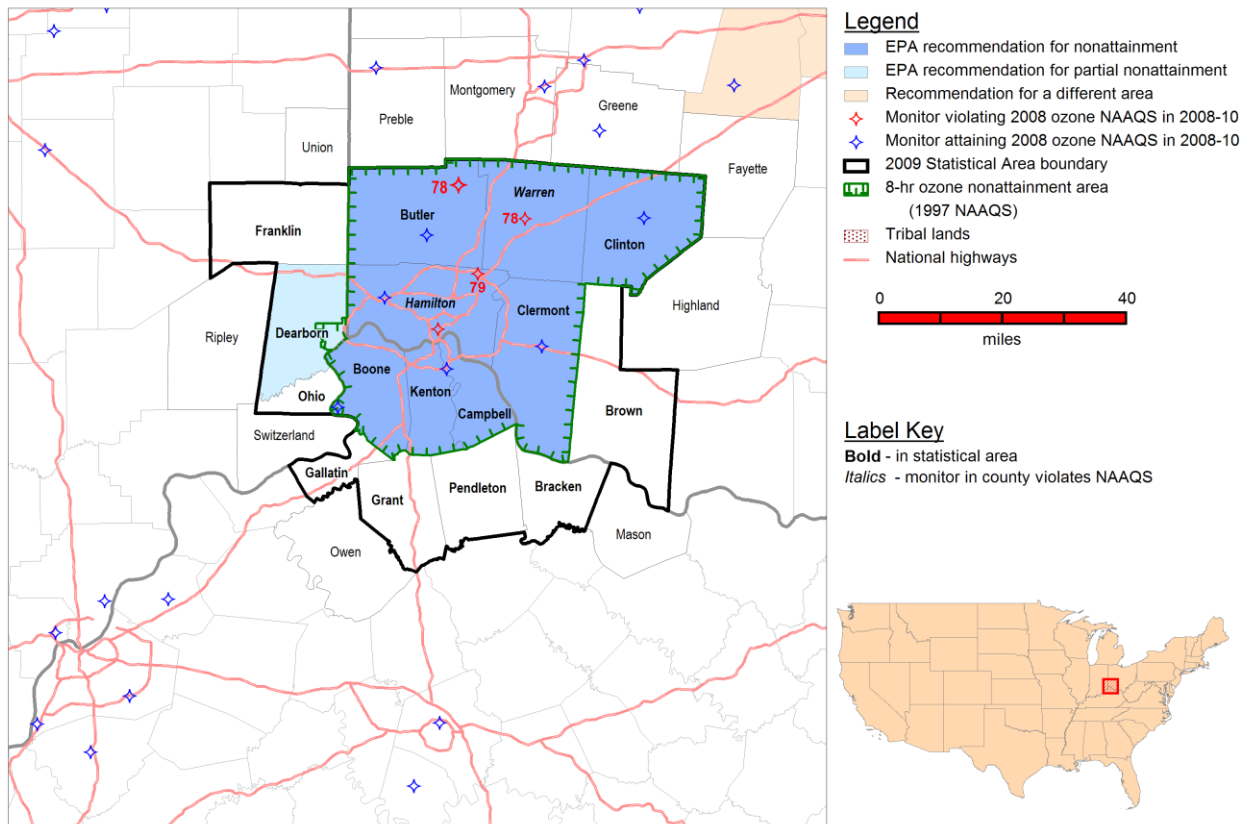 Montgomery
Preble
Greene
Union
Fayette
78
Warren
Butler
78
Franklin
Clinton
79
Hamilton
Clermont
Highland
Ripley
Dearborn
Boone
Kenton
Ohio
Brown
Campbell
Switzerland
Gallatin
Grant
Pendleton
Bracken
Mason
Owen
Legend
EPA recommendation for nonattainment
EPA recommendation for partial nonattainment
Recommendation for a different area
Monitor violating 2008 ozone NAAQS in 2008-10
Monitor attaining 2008 ozone NAAQS in 2008-10
2009 Statistical Area boundary
8-hr ozone nonattainment area
(1997 NAAQS)
Tribal lands
National highways
0 20 40
miles
Label Key
Bold - in statistical area
Italics - monitor in county violates NAAQS